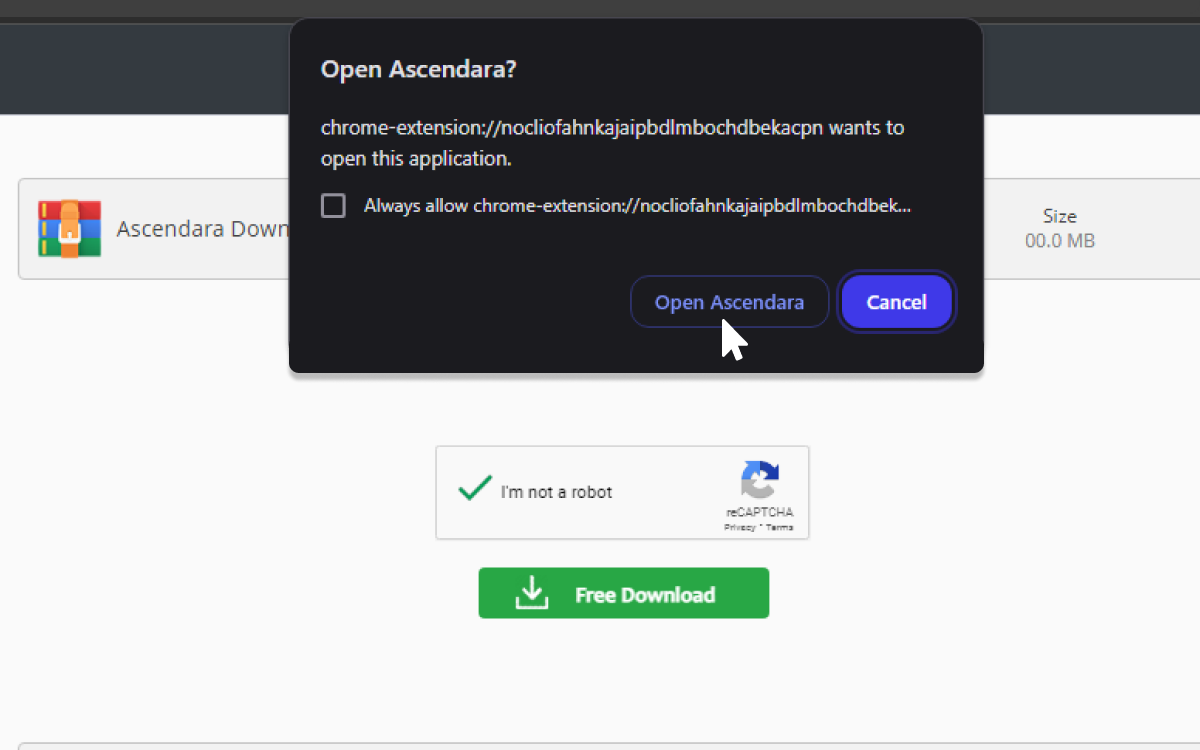 Open Ascendara?
chrome-extension://nocliofahnkajaipbdlmbochdbekacpn wants to
open this application.
Always allow chrome-extension://nocliofahnkajaipbdlmbochdbek...
Ascendara Down
Size
00.0 MB
Open Ascendara
Cancel
I'm not a robot
reCAPTCHA
Privacy * Terms
Free Download